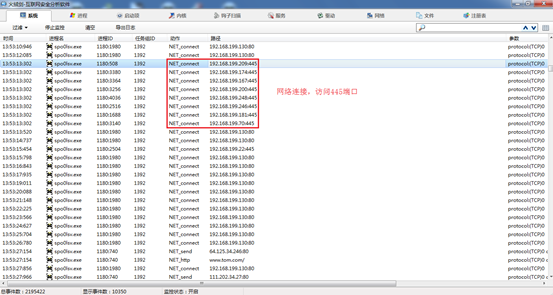 火绒剑-互联网安全分析软件
系统 进程 启动项 内核 钩子扫描 服务 驱动 网络 文件 注册表
过滤 停止监控 清空 导出日志
时间 进程名 进程ID 任务组ID 动作 路径 参数
13:53:10:946 spo0lsv.exe 1180:1980 1392 NET_connect 192.168.199.130:80 protocol:(TCP)0
13:53:12:085 spo0lsv.exe 1180:1980 1392 NET_connect 192.168.199.130:80 protocol:(TCP)0
13:53:13:302 spo0lsv.exe 1180:508 1392 NET_connect 192.168.199.209:445 protocol:(TCP)0
13:53:13:302 spo0lsv.exe 1180:3380 1392 NET_connect 192.168.199.174:445 protocol:(TCP)0
13:53:13:302 spo0lsv.exe 1180:3364 1392 NET_connect 192.168.199.167:445 protocol:(TCP)0
13:53:13:302 spo0lsv.exe 1180:3256 1392 NET_connect 192.168.199.200:445 protocol:(TCP)0
网络连接，访问445端口
13:53:13:302 spo0lsv.exe 1180:4036 1392 NET_connect 192.168.199.248:445 protocol:(TCP)0
13:53:13:302 spo0lsv.exe 1180:2516 1392 NET_connect 192.168.199.246:445 protocol:(TCP)0
13:53:13:302 spo0lsv.exe 1180:1688 1392 NET_connect 192.168.199.181:445 protocol:(TCP)0
13:53:13:302 spo0lsv.exe 1180:3140 1392 NET_connect 192.168.199.70:445 protocol:(TCP)0
13:53:13:520 spo0lsv.exe 1180:1980 1392 NET_connect 192.168.199.130:80 protocol:(TCP)0
13:53:14:737 spo0lsv.exe 1180:1980 1392 NET_connect 192.168.199.130:80 protocol:(TCP)0
13:53:15:454 spo0lsv.exe 1180:2504 1392 NET_connect 192.168.199.22:445 protocol:(TCP)0
13:53:15:798 spo0lsv.exe 1180:1980 1392 NET_connect 192.168.199.130:80 protocol:(TCP)0
13:53:16:843 spo0lsv.exe 1180:1980 1392 NET_connect 192.168.199.130:80 protocol:(TCP)0
13:53:17:935 spo0lsv.exe 1180:1980 1392 NET_connect 192.168.199.130:80 protocol:(TCP)0
13:53:19:011 spo0lsv.exe 1180:1980 1392 NET_connect 192.168.199.130:80 protocol:(TCP)0
13:53:20:088 spo0lsv.exe 1180:1980 1392 NET_connect 192.168.199.130:80 protocol:(TCP)0
13:53:21:148 spo0lsv.exe 1180:1980 1392 NET_connect 192.168.199.130:80 protocol:(TCP)0
13:53:22:225 spo0lsv.exe 1180:1980 1392 NET_connect 192.168.199.130:80 protocol:(TCP)0
13:53:23:566 spo0lsv.exe 1180:1980 1392 NET_connect 192.168.199.130:80 protocol:(TCP)0
13:53:24:627 spo0lsv.exe 1180:1980 1392 NET_connect 192.168.199.130:80 protocol:(TCP)0
13:53:25:704 spo0lsv.exe 1180:1980 1392 NET_connect 192.168.199.130:80 protocol:(TCP)0
13:53:26:780 spo0lsv.exe 1180:1980 1392 NET_connect 192.168.199.130:80 protocol:(TCP)0
13:53:27:154 spo0lsv.exe 1180:740 1392 NET_send 64.125.34.246:80 protocol:(TCP)0
13:53:27:154 spo0lsv.exe 1180:740 1392 NET_http www.tom.com/ protocol:(TCP)0
13:53:27:856 spo0lsv.exe 1180:1980 1392 NET_connect 192.168.199.130:80 protocol:(TCP)0
13:53:27:966 spo0lsv.exe 1180:740 1392 NET_send 111.202.34.27:80 protocol:(TCP)0
总事件数：2195422 显示事件数：10350 监控状态：开启